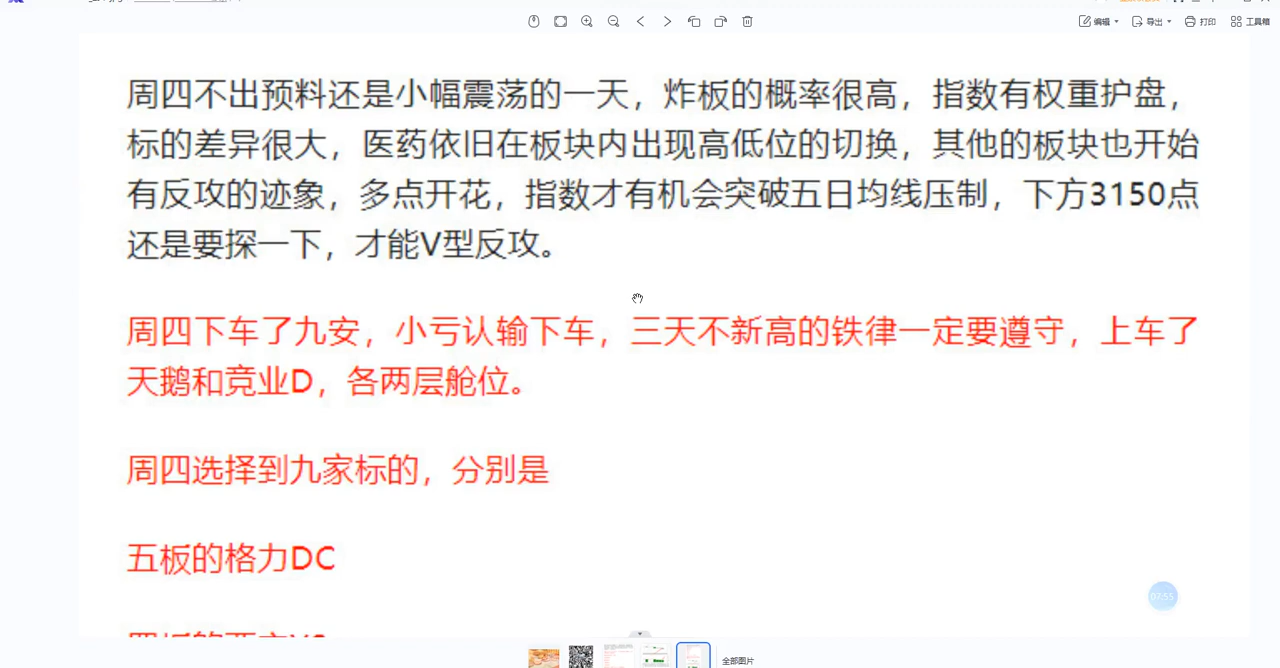 编辑
导出
打印
工具箱
周四不出预料还是小幅震荡的一天，炸板的概率很高，指数有权重护盘，
标的差异很大，医药依旧在板块内出现高低位的切换，其他的板块也开始
有反攻的迹象，多点开花，指数才有机会突破五日均线压制，下方3150点
还是要探一下，才能V型反攻。
周四下车了九安，小亏认输下车，三天不新高的铁律一定要遵守，上车了
天鹅和竞业D，各两层舱位。
周四选择到九家标的，分别是
五板的格力DC
07:55
全部图片